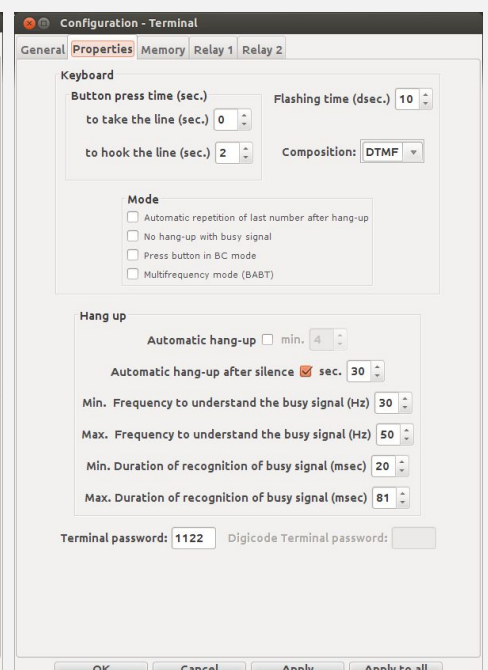 Configuration - Terminal
General Properties Memory Relay 1 Relay 2
Keyboard
Button press time (sec.)
to take the line (sec.) 0
to hook the line (sec.) 2
Flashing time (dsec.) 10
Composition: DTMF
Mode
Automatic repetition of last number after hang-up
No hang-up with busy signal
Press button in BC mode
Multifrequency mode (BABT)
Hang up
Automatic hang-up min. 4
Automatic hang-up after silence sec. 30
Min. Frequency to understand the busy signal (Hz) 30
Max. Frequency to understand the busy signal (Hz) 50
Min. Duration of recognition of busy signal (msec) 20
Max. Duration of recognition of busy signal (msec) 81
Terminal password: 1122 Digicode Terminal password:
OK Cancel Apply Apply to all